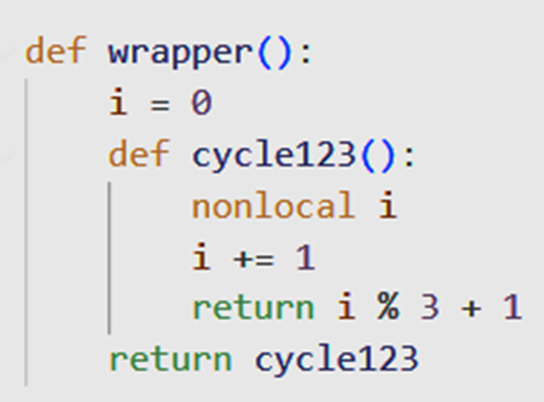 def wrapper():
    i = 0
    def cycle123():
        nonlocal i
        i += 1
        return i % 3 + 1
    return cycle123